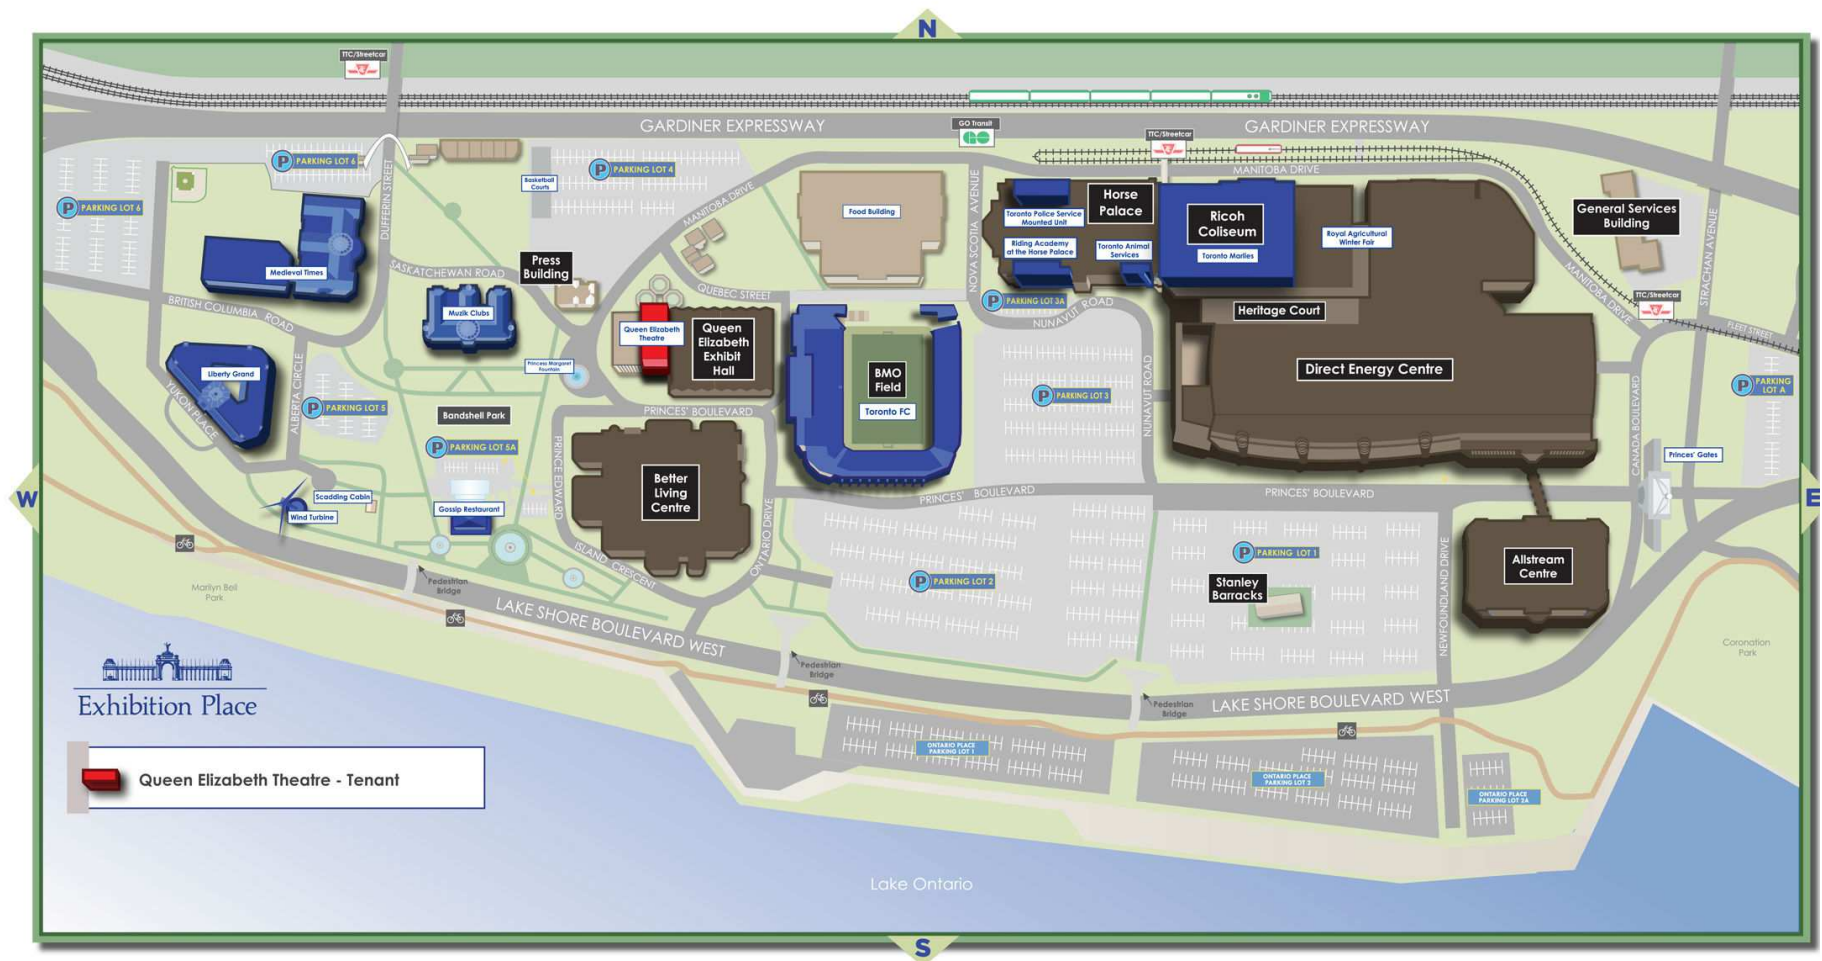 N
TTC/Streetcar
GARDINER EXPRESSWAY
GO Transit
GO
TTC/Streetcar
GARDINER EXPRESSWAY
P PARKING LOT 6
P PARKING LOT 4
Basketball
Courts
MANITOBA DRIVE
MANITOBA DRIVE
P PARKING LOT 6
DUFFERIN STREET
Food Building
NOVA SCOTIA AVENUE
Toronto Police Service
Mounted Unit
Horse
Palace
Riding Academy
at the Horse Palace
Toronto Animal
Services
Ricoh
Coliseum
Toronto Marlies
Royal Agricultural
Winter Fair
General Services
Building
STRACHAN AVENUE
Medieval Times
SASKATCHEWAN ROAD
Press
Building
QUEBEC STREET
P PARKING LOT 3A
NUNAVUT ROAD
Heritage Court
MANITOBA DRIVE
TTC/Streetcar
FLEET STREET
BRITISH COLUMBIA ROAD
Muzik Clubs
Queen Elizabeth
Theatre
Queen
Elizabeth
Exhibit
Hall
Princess Margaret
Fountain
BMO
Field
Toronto FC
Direct Energy Centre
Liberty Grand
YUKON PLACE
ALBERTA CIRCLE
P PARKING LOT 5
Bandshell Park
PRINCES' BOULEVARD
P PARKING LOT 3
NUNAVUT ROAD
CANADA BOULEVARD
P PARKING
LOT A
P PARKING LOT 5A
PRINCE EDWARD
ISLAND CRESCENT
Better
Living
Centre
ONTARIO DRIVE
Princes' Gates
W
Scadding Cabin
Wind Turbine
Gossip Restaurant
PRINCES' BOULEVARD
PRINCES' BOULEVARD
E
P PARKING LOT 2
P PARKING LOT 1
Stanley
Barracks
NEWFOUNDLAND DRIVE
Allstream
Centre
Marilyn Bell
Park
Pedestrian
Bridge
LAKE SHORE BOULEVARD WEST
Pedestrian
Bridge
Pedestrian
Bridge
LAKE SHORE BOULEVARD WEST
Coronation
Park
Exhibition Place
ONTARIO PLACE
PARKING LOT 1
ONTARIO PLACE
PARKING LOT 2
ONTARIO PLACE
PARKING LOT 2A
Queen Elizabeth Theatre - Tenant
Lake Ontario
S